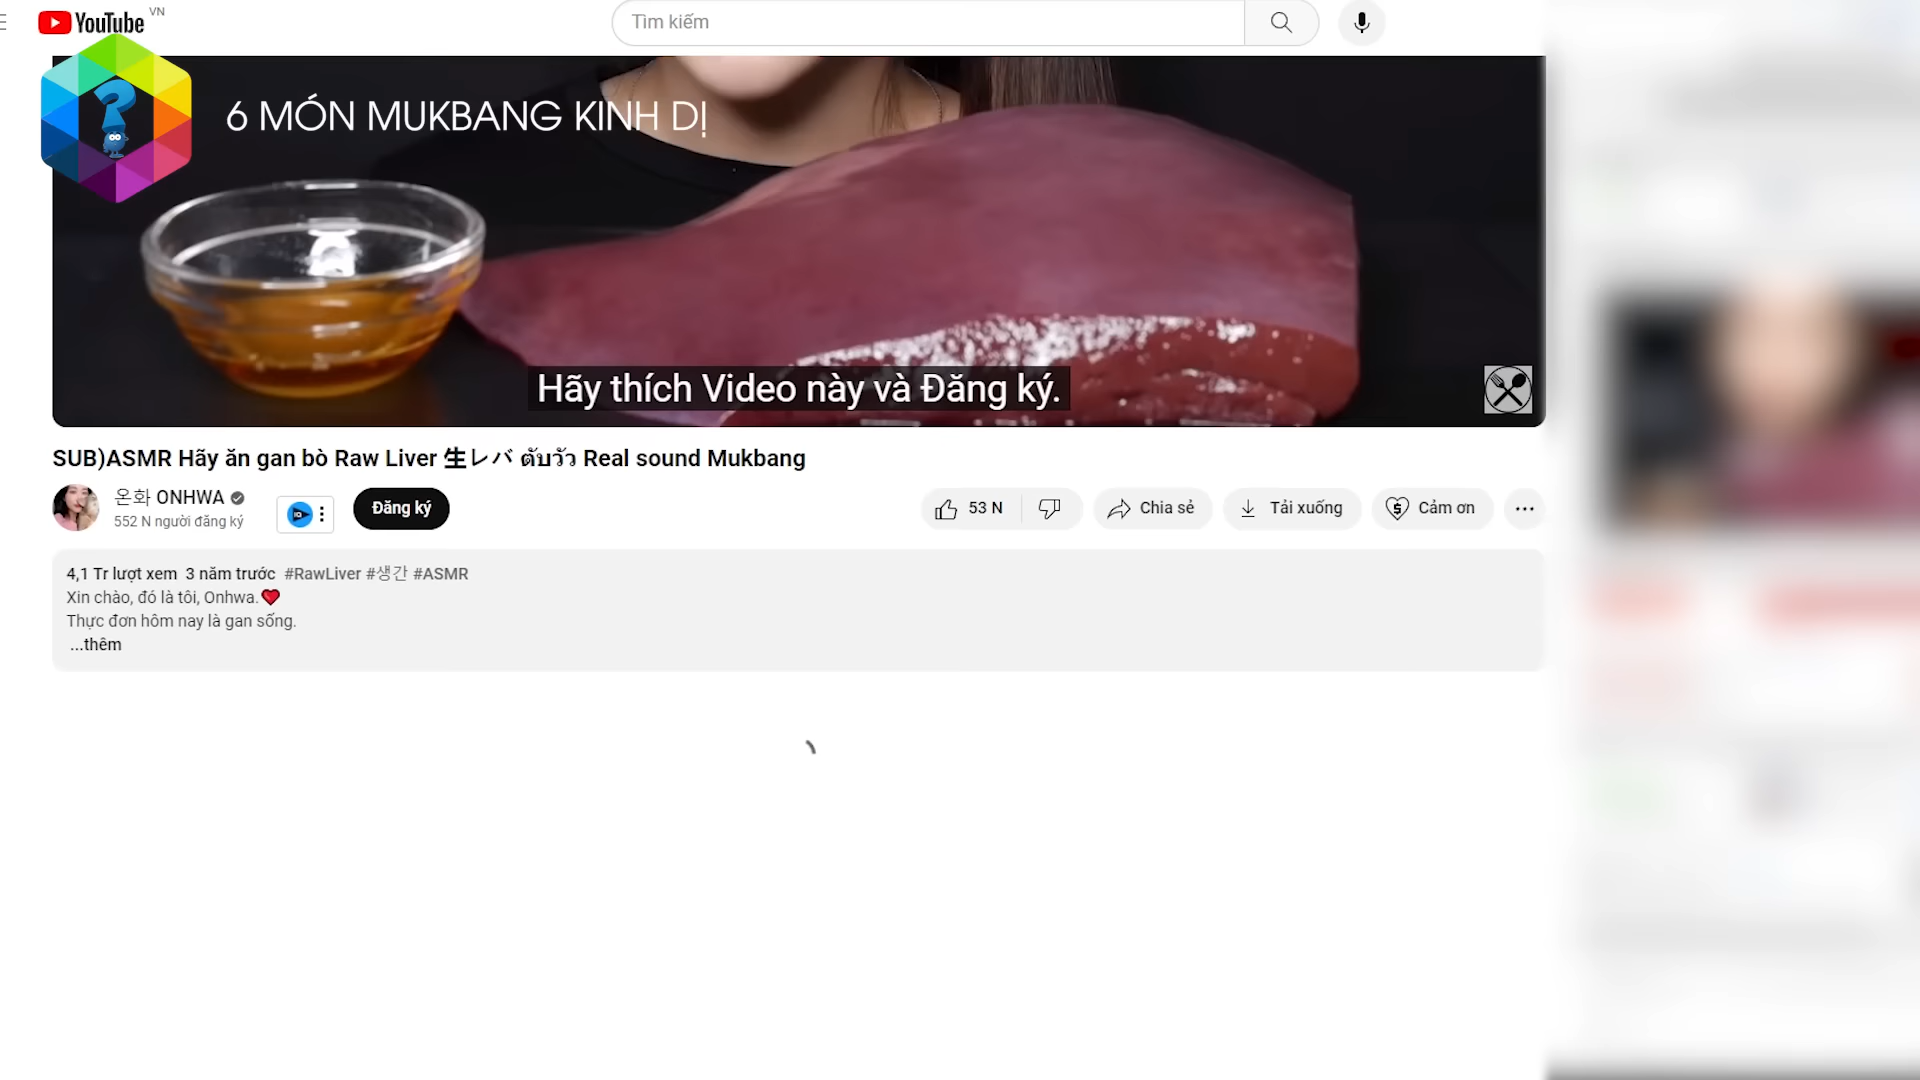 YouTube VN
Tìm kiếm
6 MÓN MUKBANG KINH DỊ
Hãy thích Video này và Đăng ký.
SUB)ASMR Hãy ăn gan bò Raw Liver 生レバ ตับวัว Real sound Mukbang
온화 ONHWA
552 N người đăng ký
Đăng ký
53 N
Chia sẻ
Tải xuống
Cảm ơn
4,1 Tr lượt xem 3 năm trước #RawLiver #생간 #ASMR
Xin chào, đó là tôi, Onhwa.❤️
Thực đơn hôm nay là gan sống.
...thêm